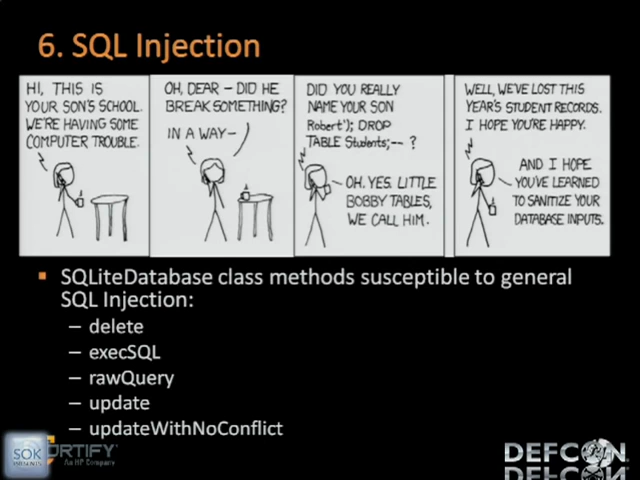 6. SQL Injection
HI, THIS IS
YOUR SON'S SCHOOL.
WE'RE HAVING SOME
COMPUTER TROUBLE.
OH, DEAR – DID HE
BREAK SOMETHING?
IN A WAY–
DID YOU REALLY
NAME YOUR SON
Robert'); DROP
TABLE Students;-- ?
OH. YES. LITTLE
BOBBY TABLES,
WE CALL HIM.
WELL, WE'VE LOST THIS
YEAR'S STUDENT RECORDS.
I HOPE YOU'RE HAPPY.
AND I HOPE
YOU'VE LEARNED
TO SANITIZE YOUR
DATABASE INPUTS.
▪ SQLiteDatabase class methods susceptible to general
SQL Injection:
– delete
– execSQL
– rawQuery
– update
– updateWithNoConflict
SOK
ORTIFY
An HP Company
DEFCON